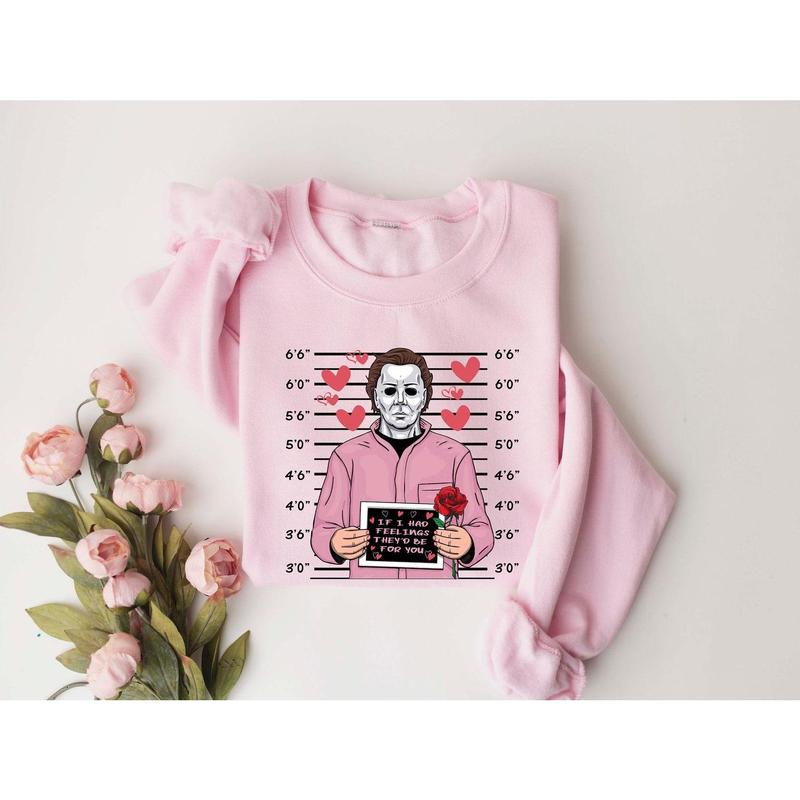 6'6" 6'6"
6'0" 6'0"
5'6" 5'6"
5'0" 5'0"
4'6" 4'6"
4'0" 4'0"
3'6" 3'6"
3'0" 3'0"
IF I HAD
FEELINGS
THEY'D BE
FOR YOU